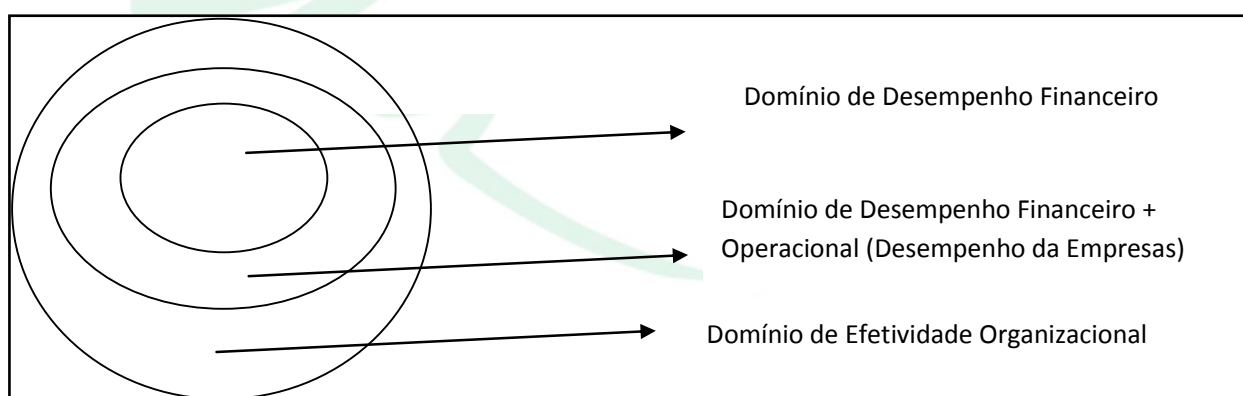 Domínio de Desempenho Financeiro
Domínio de Desempenho Financeiro +
Operacional (Desempenho da Empresas)
Domínio de Efetividade Organizacional